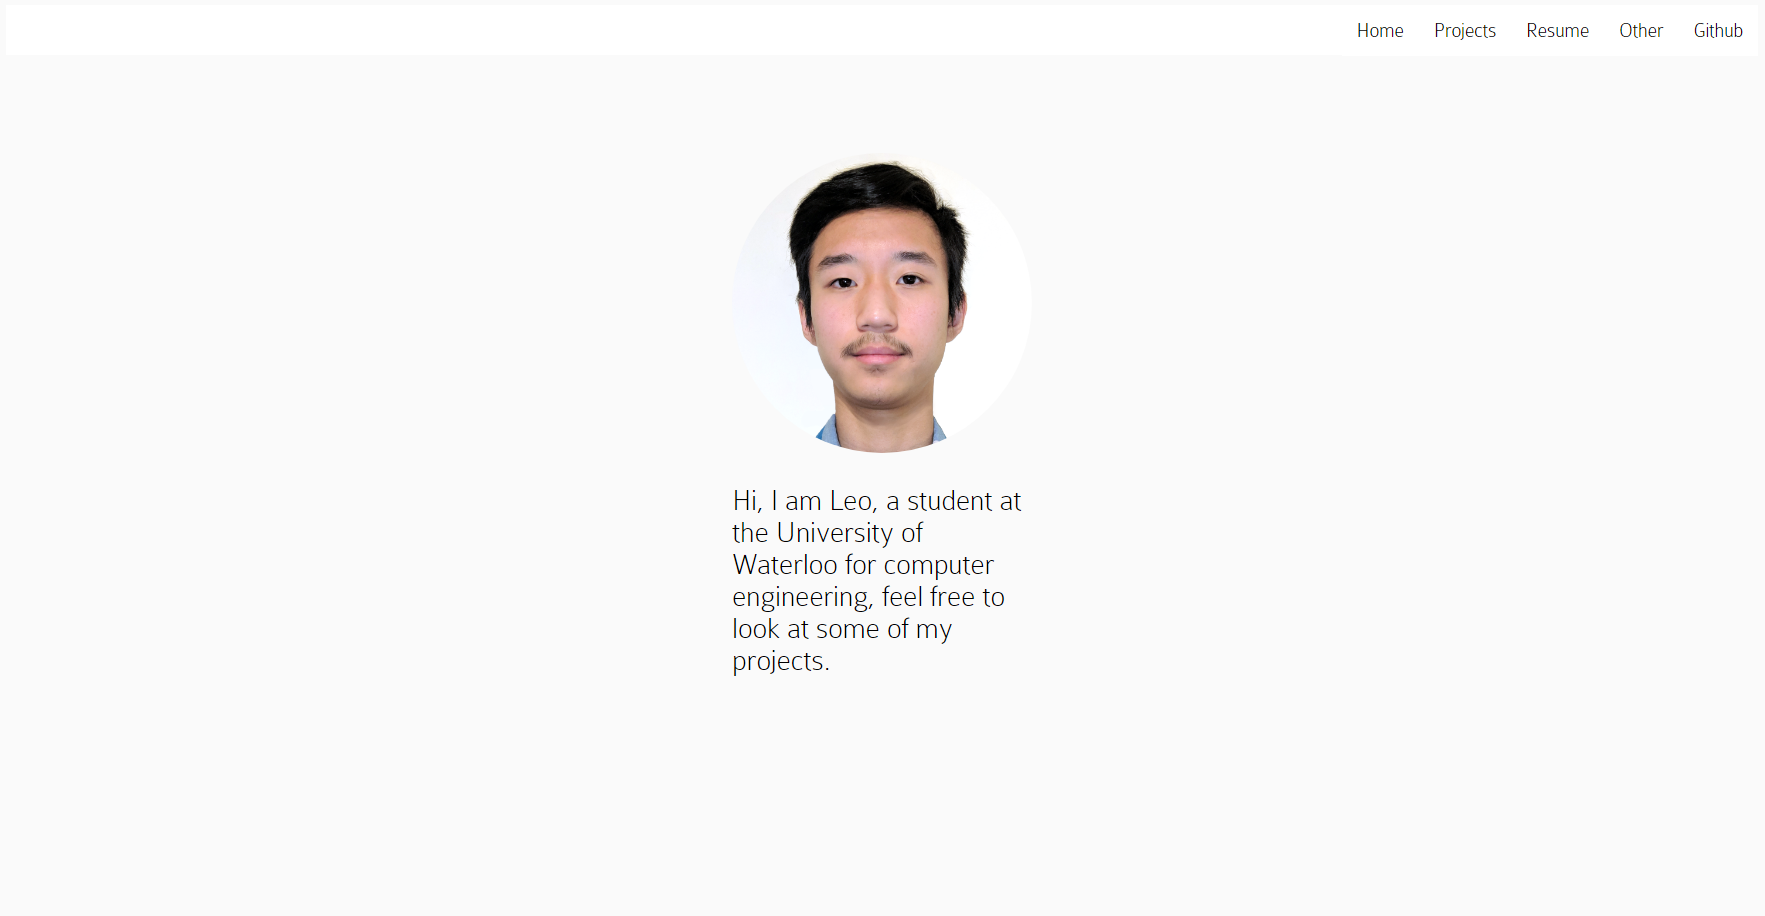 Home Projects Resume Other Github
Hi, I am Leo, a student at
the University of
Waterloo for computer
engineering, feel free to
look at some of my
projects.